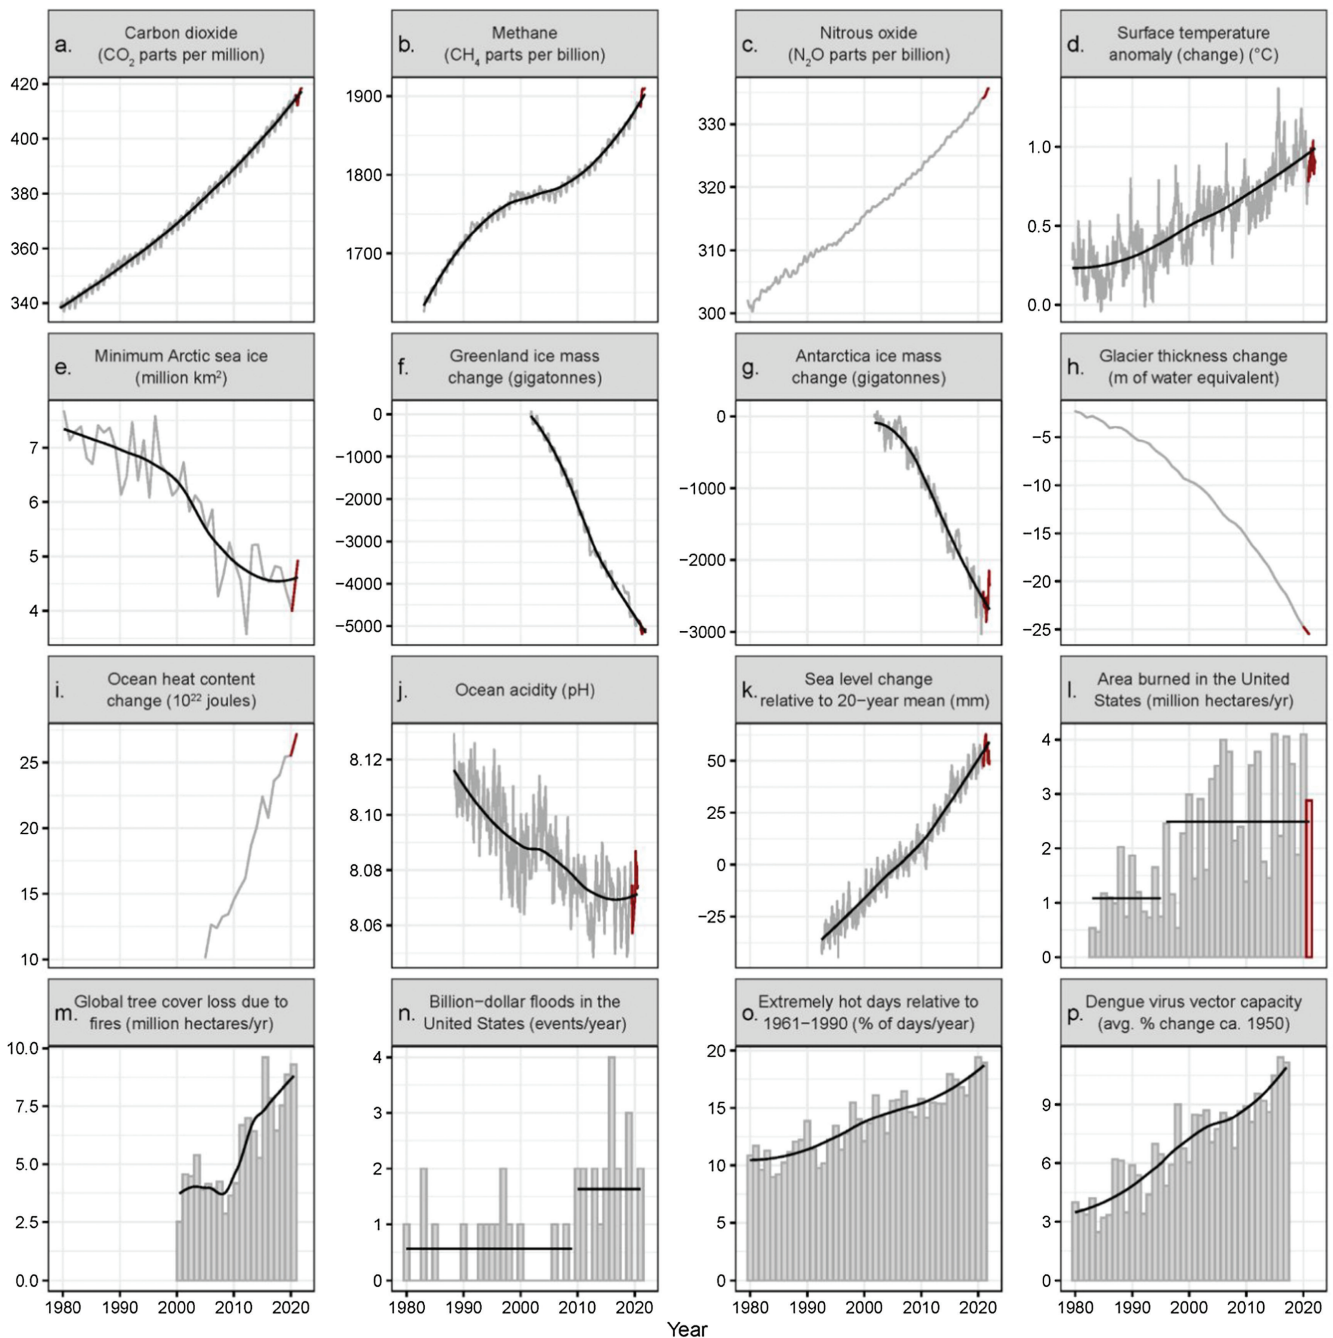 a. Carbon dioxide
(CO₂ parts per million)
b. Methane
(CH₄ parts per billion)
c. Nitrous oxide
(N₂O parts per billion)
d. Surface temperature
anomaly (change) (°C)
420
400
380
360
340
1900
1800
1700
330
320
310
300
1.0
0.5
0.0
e. Minimum Arctic sea ice
(million km²)
f. Greenland ice mass
change (gigatonnes)
g. Antarctica ice mass
change (gigatonnes)
h. Glacier thickness change
(m of water equivalent)
7
6
5
4
0
−1000
−2000
−3000
−4000
−5000
0
−1000
−2000
−3000
−5
−10
−15
−20
−25
i. Ocean heat content
change (10²² joules)
j. Ocean acidity (pH)
k. Sea level change
relative to 20−year mean (mm)
l. Area burned in the United
States (million hectares/yr)
25
20
15
10
8.12
8.10
8.08
8.06
50
25
0
−25
4
3
2
1
0
m. Global tree cover loss due to
fires (million hectares/yr)
n. Billion−dollar floods in the
United States (events/year)
o. Extremely hot days relative to
1961−1990 (% of days/year)
p. Dengue virus vector capacity
(avg. % change ca. 1950)
10.0
7.5
5.0
2.5
0.0
4
3
2
1
0
20
15
10
5
0
9
6
3
0
1980 1990 2000 2010 2020
1980 1990 2000 2010 2020
1980 1990 2000 2010 2020
1980 1990 2000 2010 2020
Year